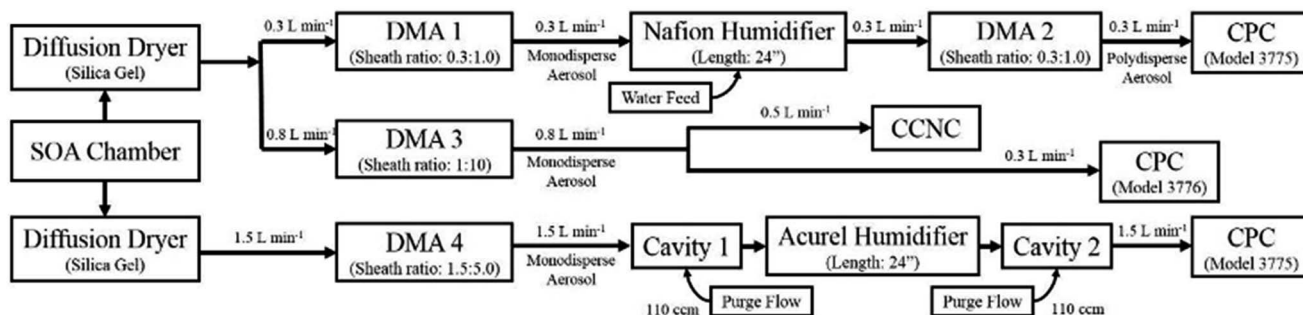 Diffusion Dryer
(Silica Gel)
0.3 L min⁻¹
DMA 1
(Sheath ratio: 0.3:1.0)
0.3 L min⁻¹
Monodisperse
Aerosol
Nafion Humidifier
(Length: 24”)
Water Feed
0.3 L min⁻¹
DMA 2
(Sheath ratio: 0.3:1.0)
0.3 L min⁻¹
Polydisperse
Aerosol
CPC
(Model 3775)
SOA Chamber
0.8 L min⁻¹
DMA 3
(Sheath ratio: 1:10)
0.8 L min⁻¹
Monodisperse
Aerosol
0.5 L min⁻¹
CCNC
0.3 L min⁻¹
CPC
(Model 3776)
Diffusion Dryer
(Silica Gel)
1.5 L min⁻¹
DMA 4
(Sheath ratio: 1.5:5.0)
1.5 L min⁻¹
Monodisperse
Aerosol
Cavity 1
110 ccm
Purge Flow
Acurel Humidifier
(Length: 24”)
Cavity 2
Purge Flow
110 ccm
1.5 L min⁻¹
CPC
(Model 3775)